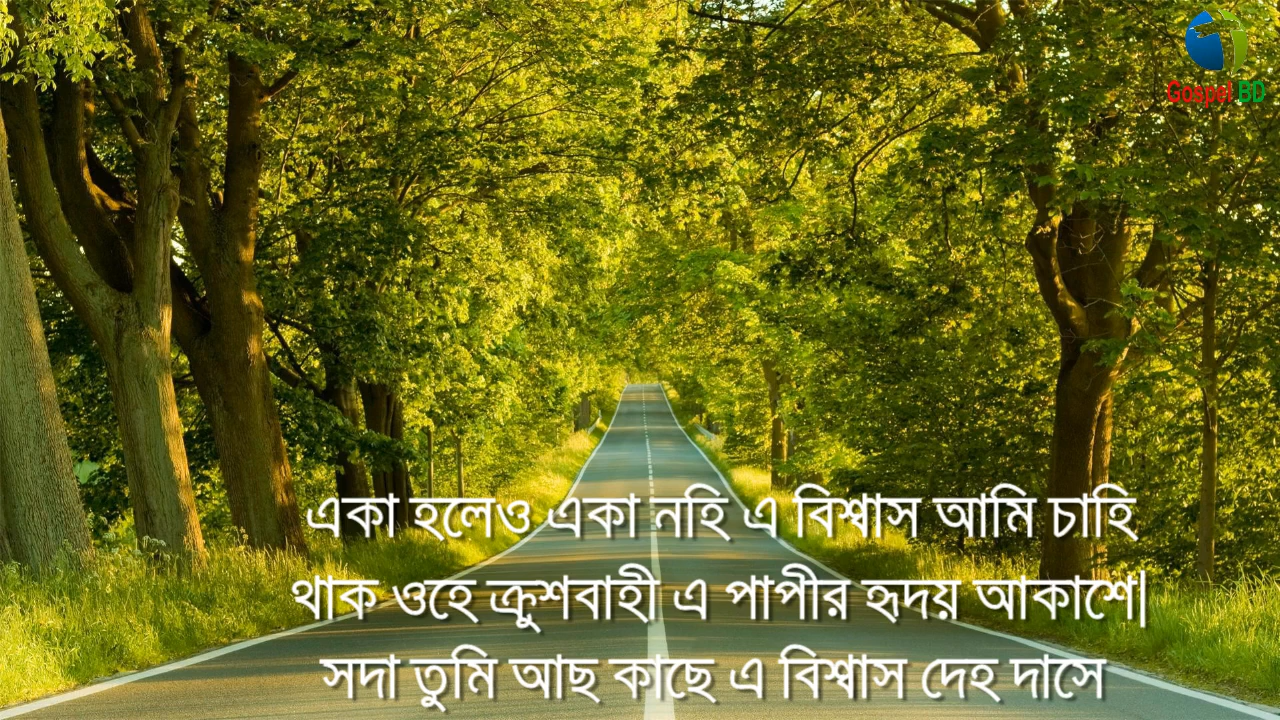 Gospel BD
একা হলেও একা নহি এ বিশ্বাস আমি চাহি
থাক ওহে ক্রুশবাহী এ পাপীর হৃদয় আকাশে|
সদা তুমি আছ কাছে এ বিশ্বাস দেহ দাসে